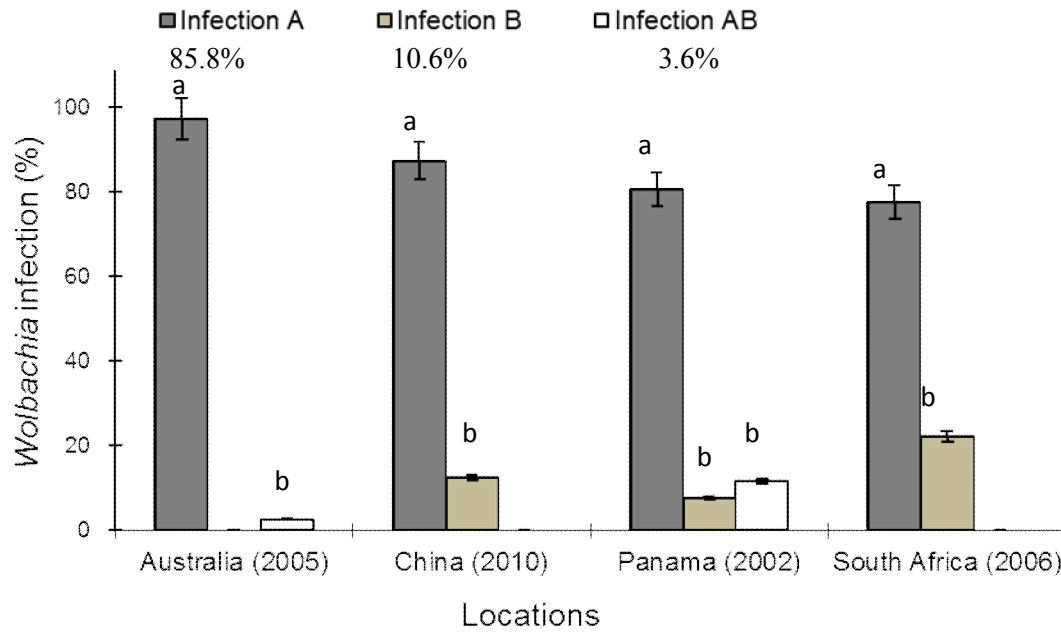 Infection A Infection B Infection AB
85.8% 10.6% 3.6%
Wolbachia infection (%)
100
80
60
40
20
0
a
b
a
b
a
b
b
a
b
Australia (2005) China (2010) Panama (2002) South Africa (2006)
Locations